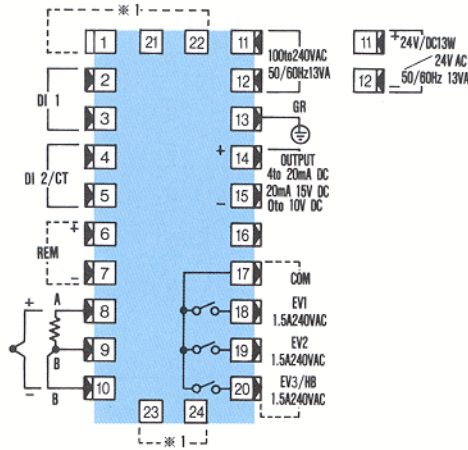 ※1
1 21 22 11
100to240VAC
50/60Hz 13VA
11 + 24V/DC13W
24V AC
12 − 50/60Hz 13VA
DI 1
2 12
3 13 GR
DI 2/CT
4 + 14 OUTPUT
4to 20mA DC
20mA 15V DC
0to 10V DC
5 − 15
REM
+ 6 16
− 7 17 COM
+ A 8 18 EV1
1.5A240VAC
B 9 19 EV2
1.5A240VAC
− B 10 20 EV3/HB
1.5A240VAC
23 24
※1